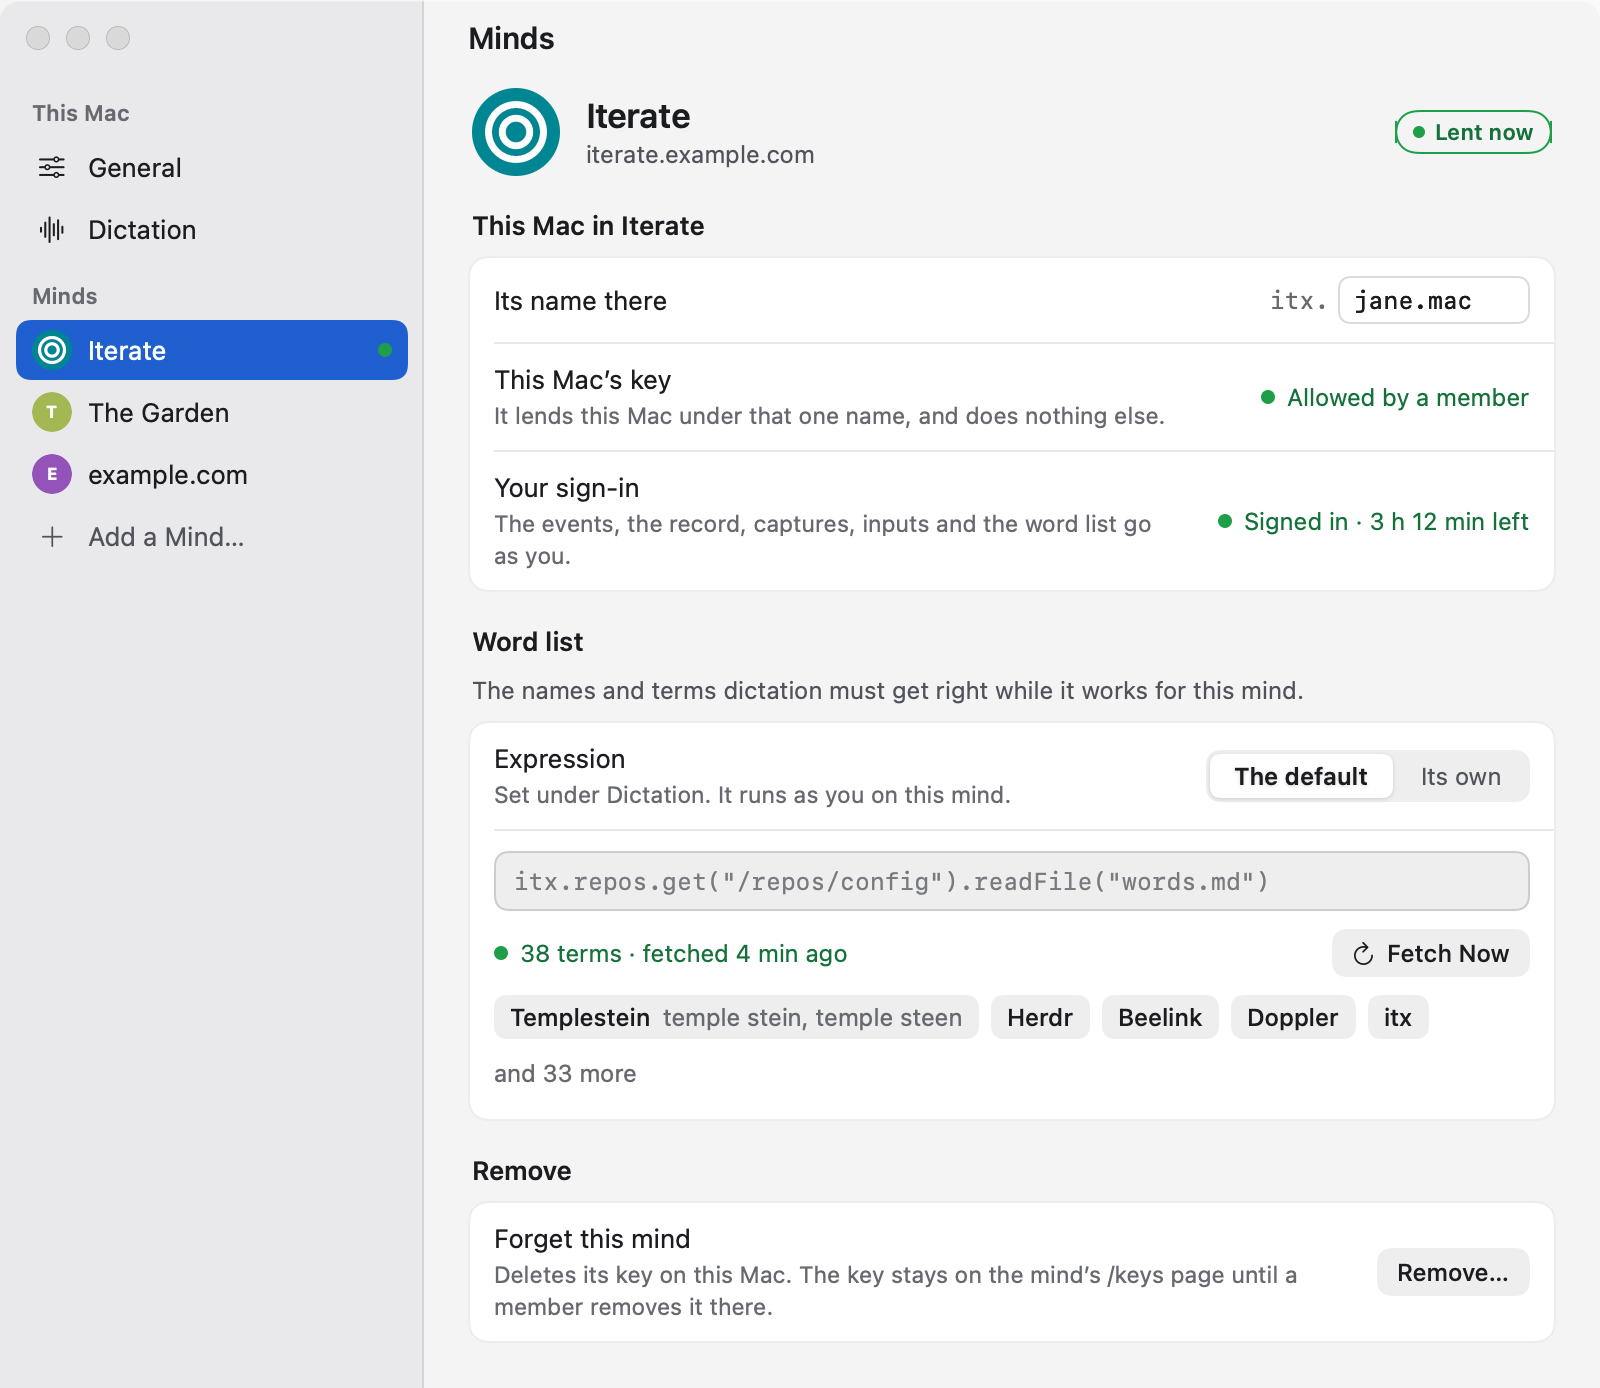 Minds
This Mac
General
Dictation
Minds
Iterate
T The Garden
E example.com
Add a Mind...
Iterate
iterate.example.com
Lent now
This Mac in Iterate
Its name there
itx. jane.mac
This Mac’s key
It lends this Mac under that one name, and does nothing else.
Allowed by a member
Your sign-in
The events, the record, captures, inputs and the word list go
as you.
Signed in · 3 h 12 min left
Word list
The names and terms dictation must get right while it works for this mind.
Expression
Set under Dictation. It runs as you on this mind.
The default Its own
itx.repos.get("/repos/config").readFile("words.md")
38 terms · fetched 4 min ago
Fetch Now
Templestein temple stein, temple steen Herdr Beelink Doppler itx
and 33 more
Remove
Forget this mind
Deletes its key on this Mac. The key stays on the mind’s /keys page until a
member removes it there.
Remove...